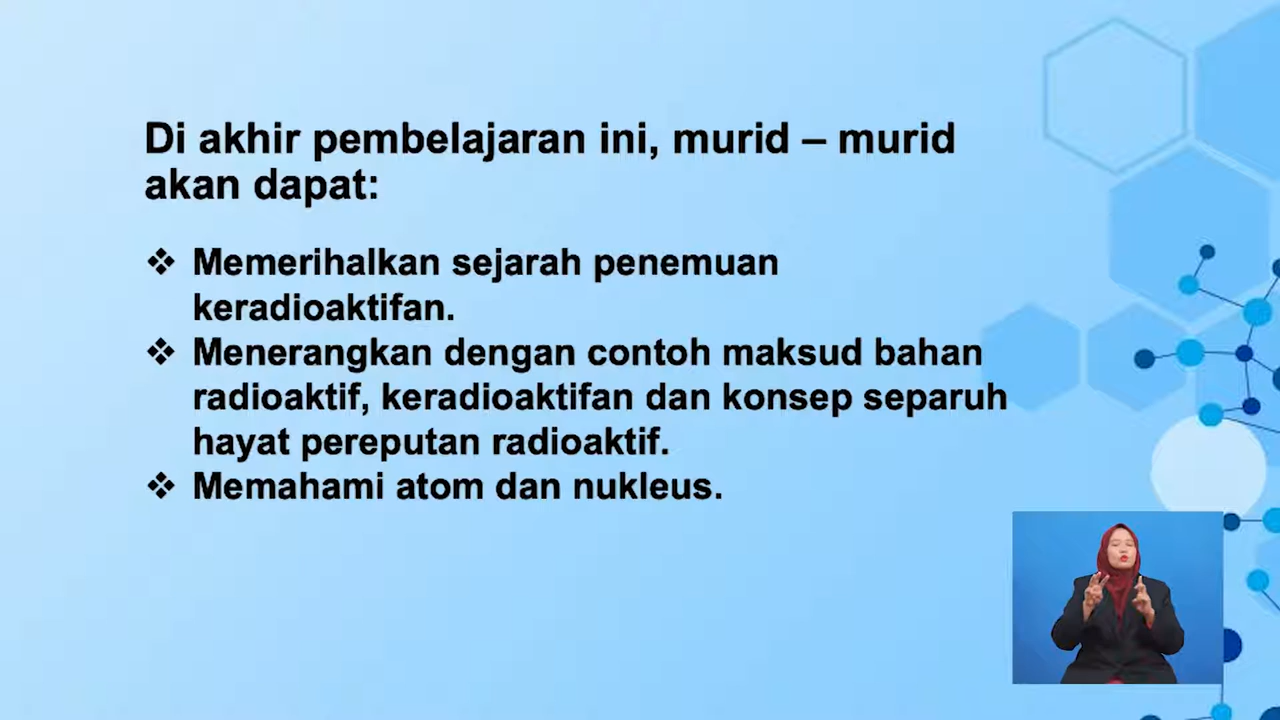 Di akhir pembelajaran ini, murid – murid
akan dapat:
❖ Memerihalkan sejarah penemuan
keradioaktifan.
❖ Menerangkan dengan contoh maksud bahan
radioaktif, keradioaktifan dan konsep separuh
hayat pereputan radioaktif.
❖ Memahami atom dan nukleus.